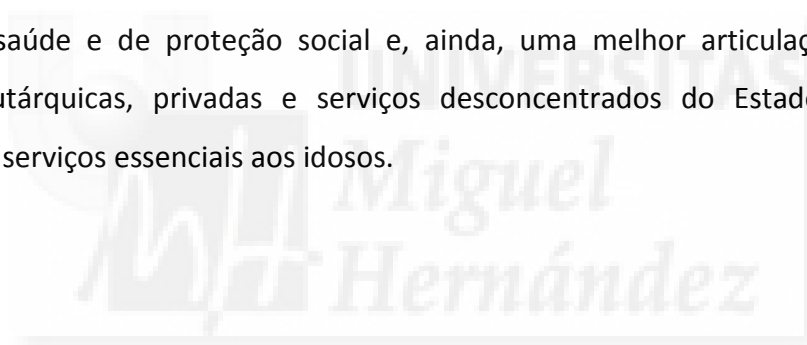 saúde e de proteção social e, ainda, uma melhor articulaç
utárquicas, privadas e serviços desconcentrados do Estado
serviços essenciais aos idosos.
UNIVERSITAS
Miguel
Hernández